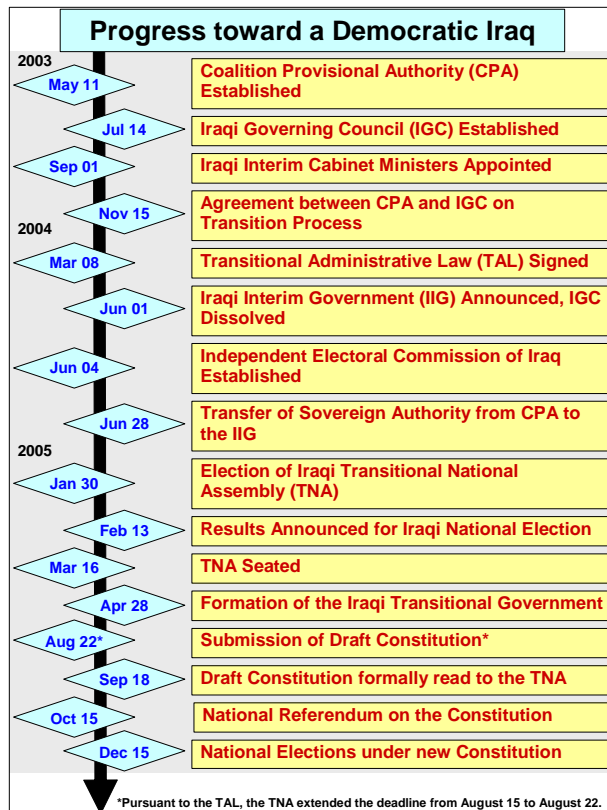 Progress toward a Democratic Iraq
2003
May 11
Coalition Provisional Authority (CPA)
Established
Jul 14
Iraqi Governing Council (IGC) Established
Sep 01
Iraqi Interim Cabinet Ministers Appointed
Nov 15
Agreement between CPA and IGC on
Transition Process
2004
Mar 08
Transitional Administrative Law (TAL) Signed
Jun 01
Iraqi Interim Government (IIG) Announced, IGC
Dissolved
Jun 04
Independent Electoral Commission of Iraq
Established
Jun 28
Transfer of Sovereign Authority from CPA to
the IIG
2005
Jan 30
Election of Iraqi Transitional National
Assembly (TNA)
Feb 13
Results Announced for Iraqi National Election
Mar 16
TNA Seated
Apr 28
Formation of the Iraqi Transitional Government
Aug 22*
Submission of Draft Constitution*
Sep 18
Draft Constitution formally read to the TNA
Oct 15
National Referendum on the Constitution
Dec 15
National Elections under new Constitution
*Pursuant to the TAL, the TNA extended the deadline from August 15 to August 22.